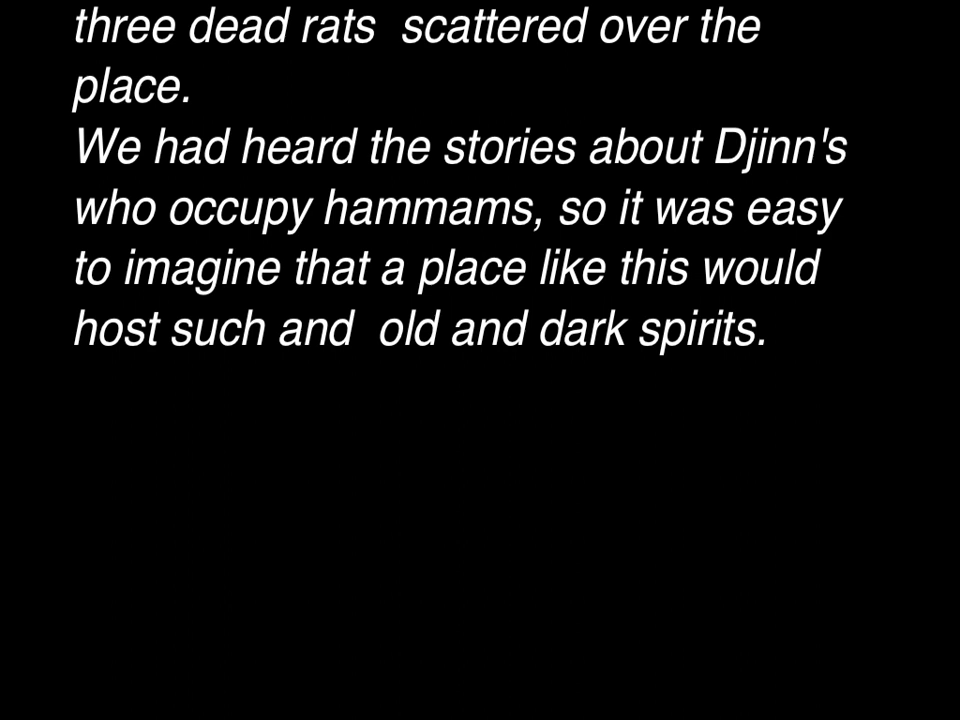 three dead rats  scattered over the
place.
We had heard the stories about Djinn's
who occupy hammams, so it was easy
to imagine that a place like this would
host such and  old and dark spirits.